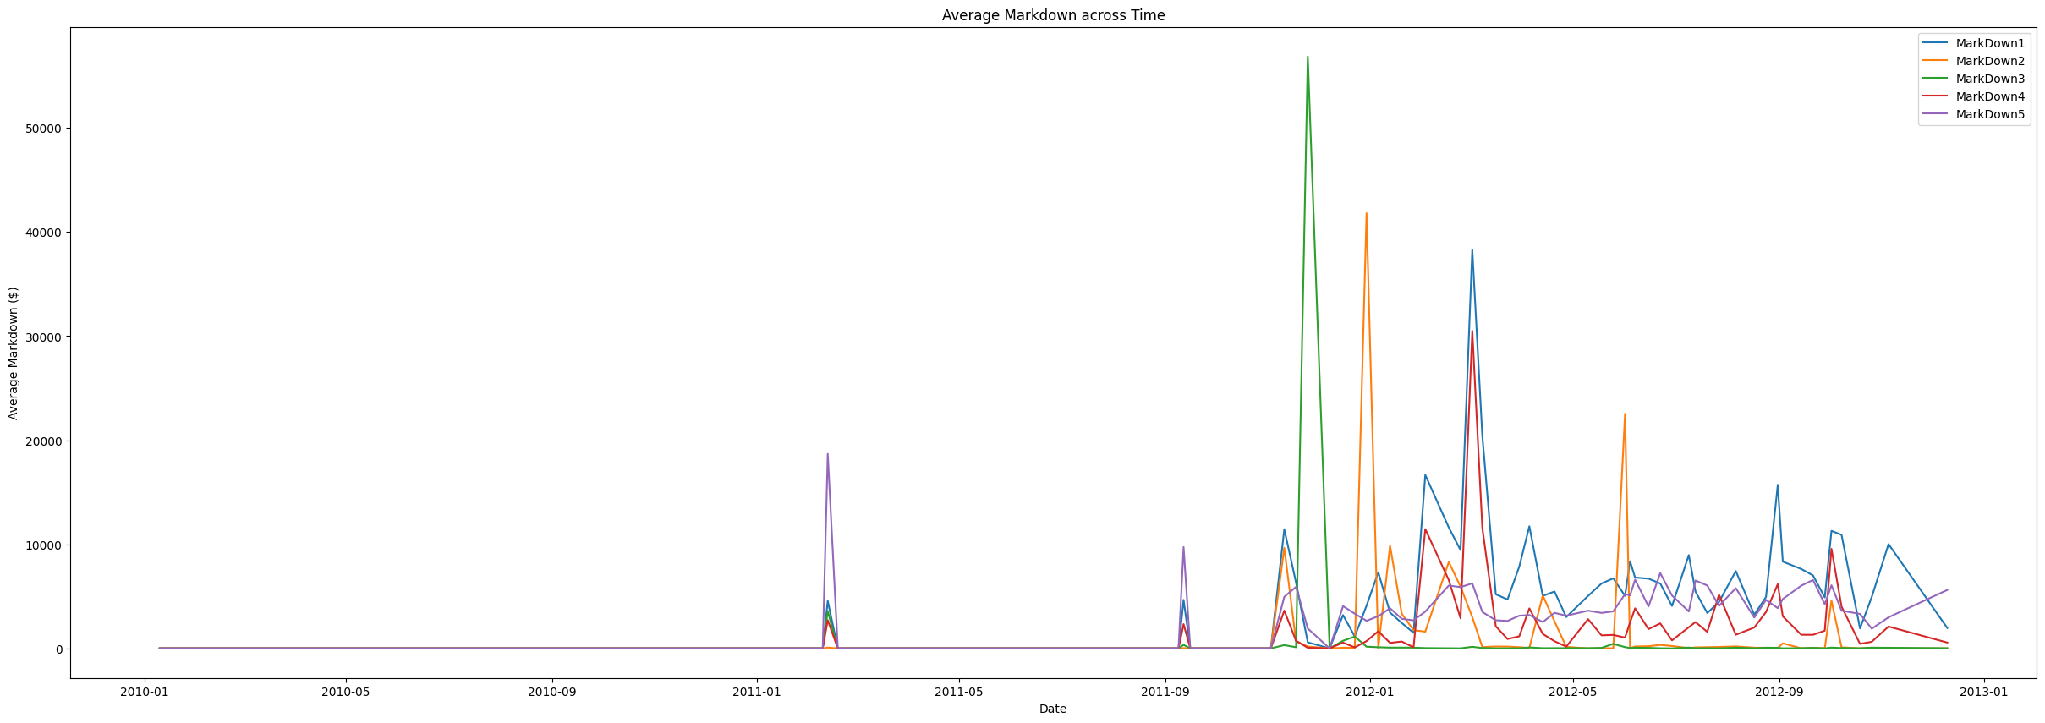 Average Markdown across Time
MarkDown1
MarkDown2
MarkDown3
MarkDown4
MarkDown5
Average Markdown ($)
50000
40000
30000
20000
10000
0
2010-01
2010-05
2010-09
2011-01
2011-05
2011-09
2012-01
2012-05
2012-09
2013-01
Date